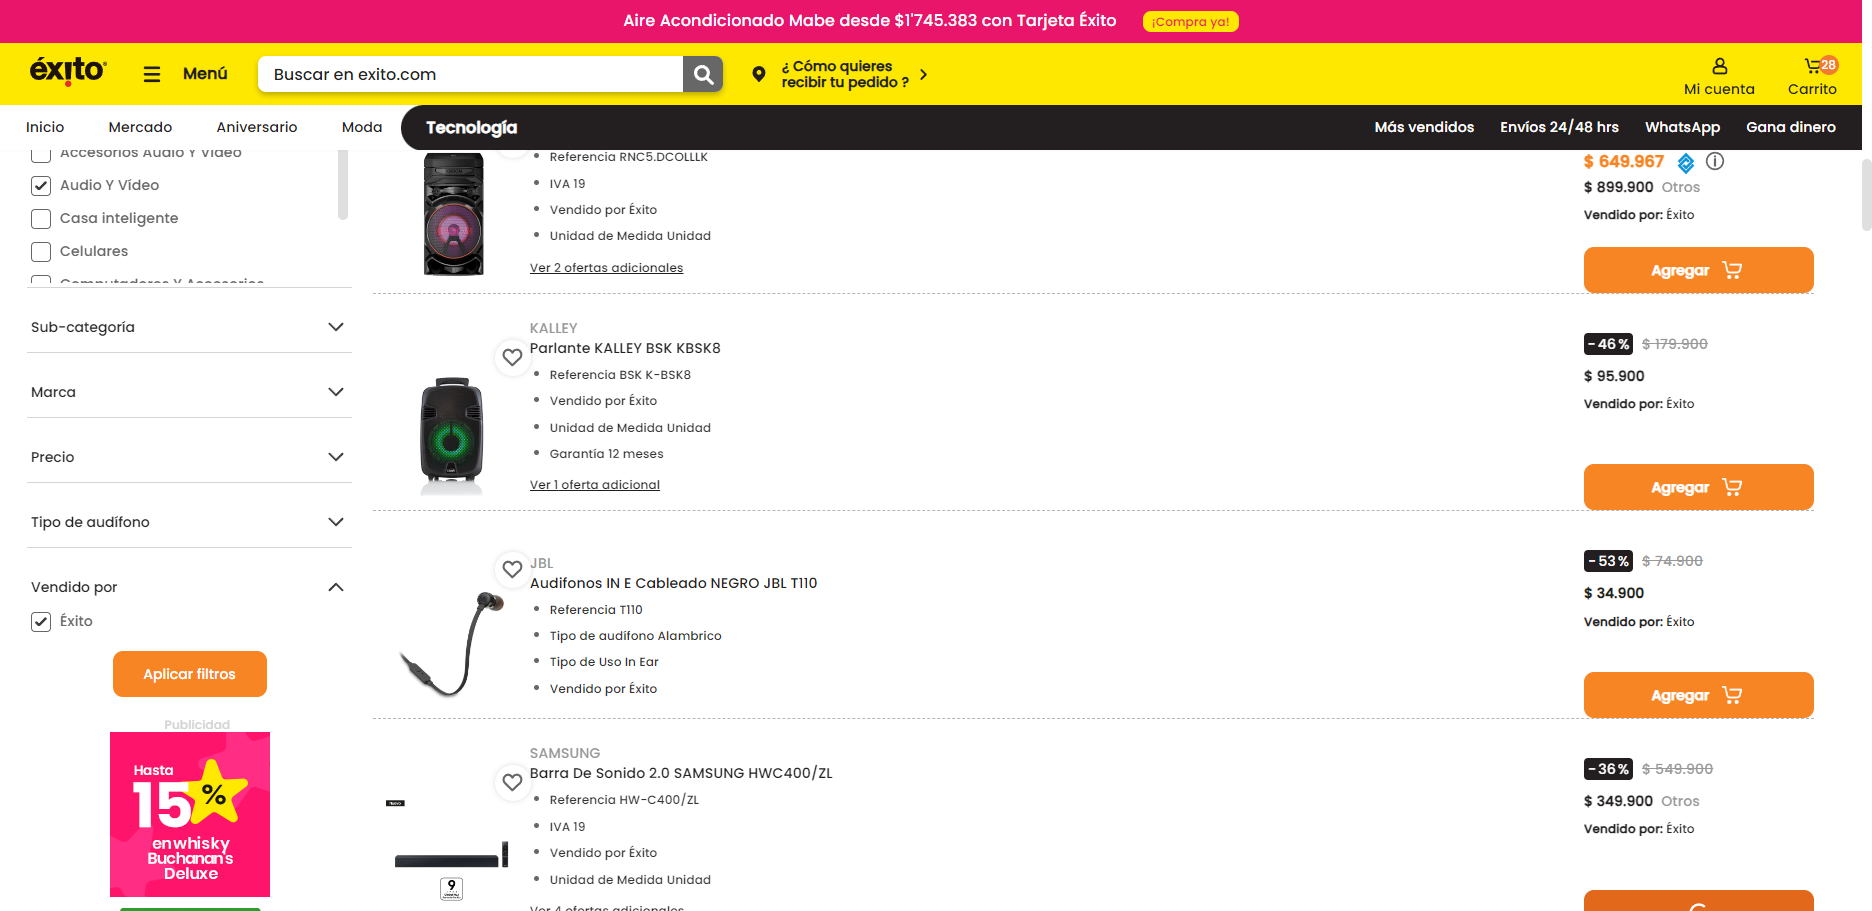 Aire Acondicionado Mabe desde $1'745.383 con Tarjeta Éxito ¡Compra ya!
éxito
Menú
Buscar en exito.com
¿ Cómo quieres
recibir tu pedido ?
Mi cuenta
28
Carrito
Inicio Mercado Aniversario Moda Tecnología Más vendidos Envíos 24/48 hrs WhatsApp Gana dinero
Accesorios Audio Y Video
Audio Y Vídeo
Casa inteligente
Celulares
Computadores Y Accesorios
Sub-categoría
Marca
Precio
Tipo de audífono
Vendido por
Éxito
Aplicar filtros
Publicidad
Hasta
15%
en whisky
Buchanan's
Deluxe
Referencia RNC5.DCOLLLK
IVA 19
Vendido por Éxito
Unidad de Medida Unidad
Ver 2 ofertas adicionales
$ 649.967
$ 899.900 Otros
Vendido por: Éxito
Agregar
KALLEY
Parlante KALLEY BSK KBSK8
Referencia BSK K-BSK8
Vendido por Éxito
Unidad de Medida Unidad
Garantía 12 meses
Ver 1 oferta adicional
-46% $ 179.900
$ 95.900
Vendido por: Éxito
Agregar
JBL
Audifonos IN E Cableado NEGRO JBL T110
Referencia T110
Tipo de audífono Alambrico
Tipo de Uso In Ear
Vendido por Éxito
-53% $ 74.900
$ 34.900
Vendido por: Éxito
Agregar
SAMSUNG
Barra De Sonido 2.0 SAMSUNG HWC400/ZL
Referencia HW-C400/ZL
IVA 19
Vendido por Éxito
Unidad de Medida Unidad
Ver 4 ofertas adicionales
9
-36% $ 549.900
$ 349.900 Otros
Vendido por: Éxito